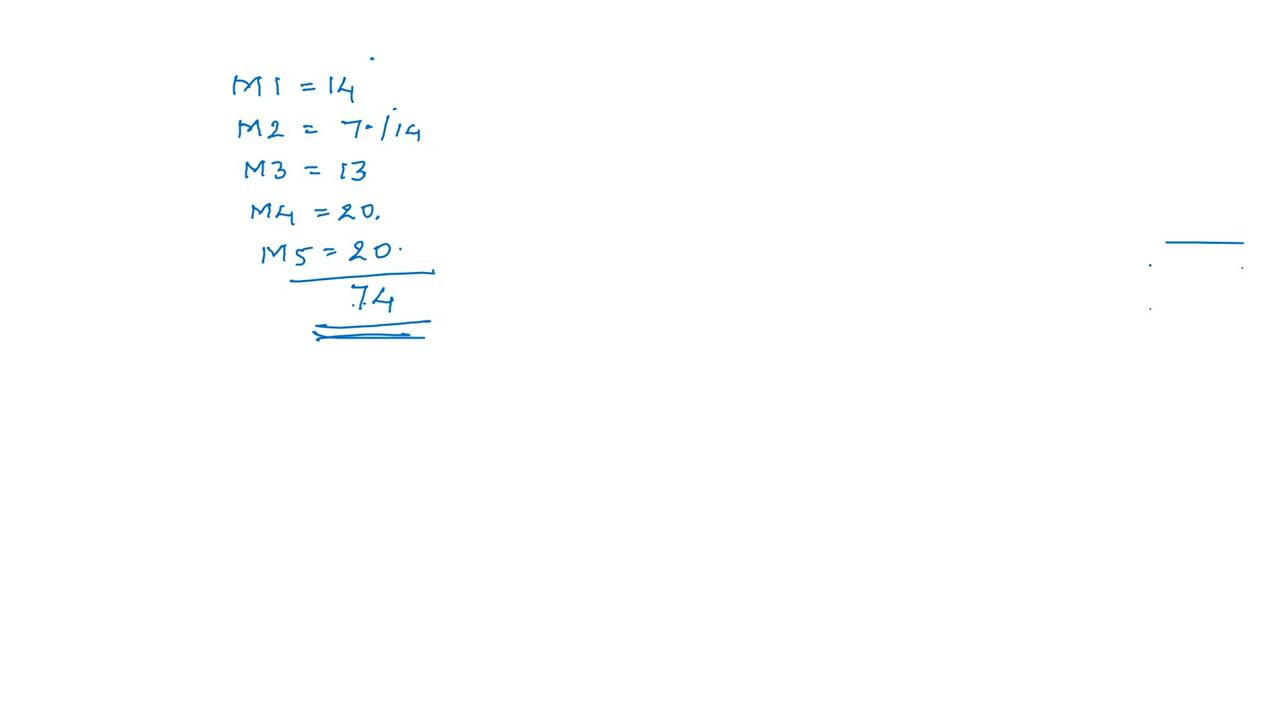 M1 = 14
M2 = 7·/14
M3 = 13
M4 = 20.
M5 = 20.
74